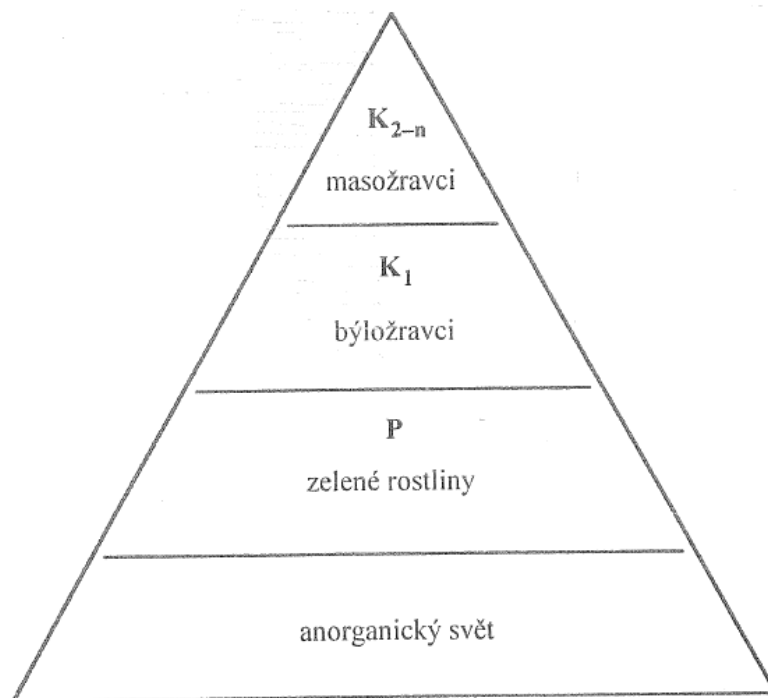 K₂₋ₙ
masožravci
K₁
býložravci
P
zelené rostliny
anorganický svět